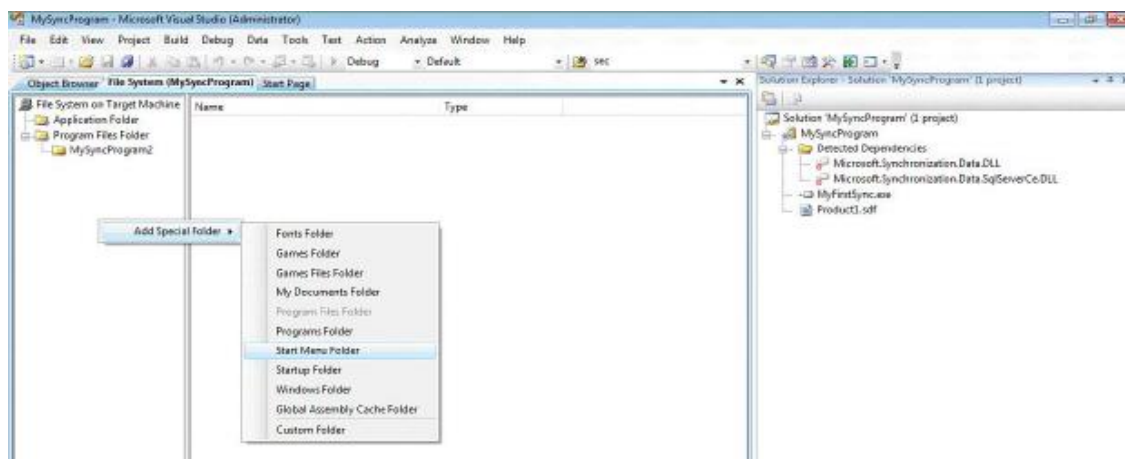 MySyncProgram - Microsoft Visual Studio (Administrator)
File Edit View Project Build Debug Data Tools Test Action Analyze Window Help
Debug Default sec
Object Browser File System (MySyncProgram) Start Page
File System on Target Machine
Application Folder
Program Files Folder
MySyncProgram2
Name Type
Add Special Folder
Fonts Folder
Games Folder
Games Files Folder
My Documents Folder
Program Files Folder
Programs Folder
Start Menu Folder
Startup Folder
Windows Folder
Global Assembly Cache Folder
Custom Folder
Solution Explorer - Solution 'MySyncProgram' (1 project)
Solution 'MySyncProgram' (1 project)
MySyncProgram
Detected Dependencies
Microsoft.Synchronization.Data.DLL
Microsoft.Synchronization.Data.SqlServerCe.DLL
MyFirstSync.exe
Product1.sdf